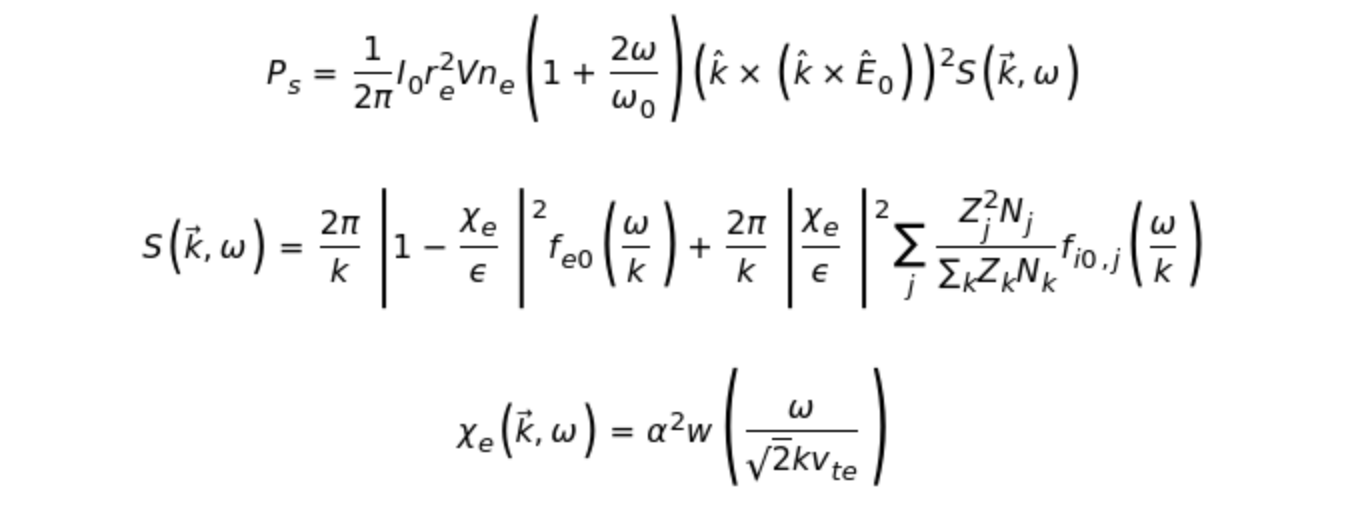 $P_s = \frac{1}{2\pi} I_0 r_e^2 V n_e \left(1 + \frac{2\omega}{\omega_0}\right) \left(\hat{k} \times \left(\hat{k} \times \hat{E}_0\right)\right)^2 S\left(\vec{k}, \omega\right)$
$S\left(\vec{k}, \omega\right) = \frac{2\pi}{k} \left|1 - \frac{\chi_e}{\epsilon}\right|^2 f_{e0}\left(\frac{\omega}{k}\right) + \frac{2\pi}{k} \left|\frac{\chi_e}{\epsilon}\right|^2 \sum_j \frac{Z_j^2 N_j}{\Sigma_k Z_k N_k} f_{i0,j}\left(\frac{\omega}{k}\right)$
$\chi_e\left(\vec{k}, \omega\right) = \alpha^2 w\left(\frac{\omega}{\sqrt{2} k v_{te}}\right)$